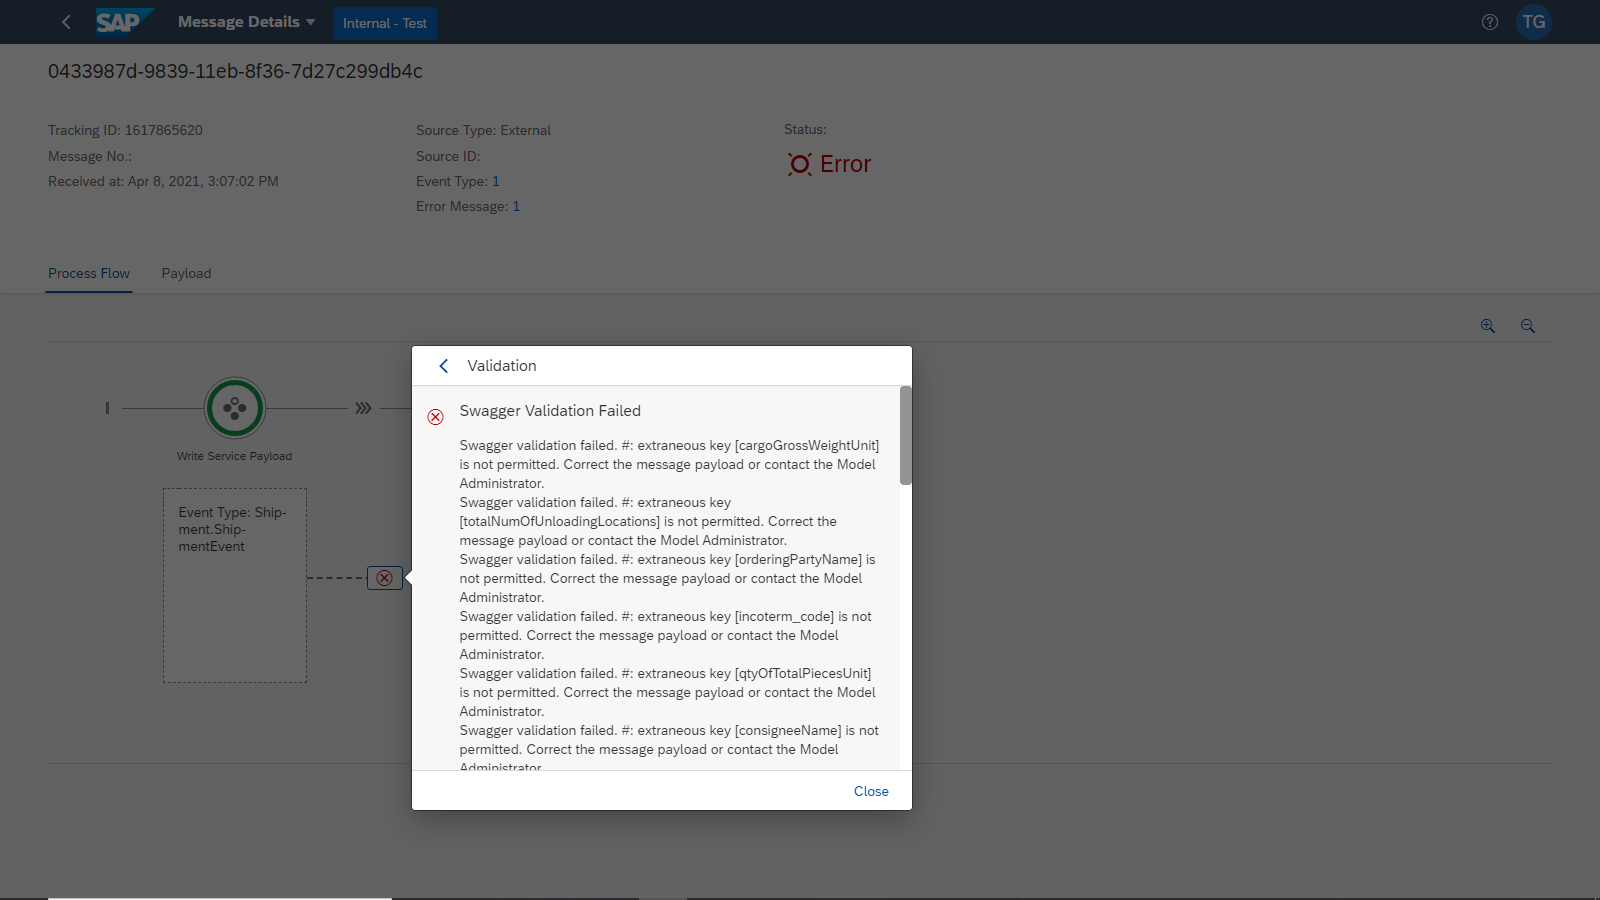 SAP Message Details Internal - Test TG
0433987d-9839-11eb-8f36-7d27c299db4c
Tracking ID: 1617865620
Message No.:
Received at: Apr 8, 2021, 3:07:02 PM
Source Type: External
Source ID:
Event Type: 1
Error Message: 1
Status:
Error
Process Flow Payload
Write Service Payload
Event Type: Ship-
ment.Ship-
mentEvent
Validation
Swagger Validation Failed
Swagger validation failed. #: extraneous key [cargoGrossWeightUnit]
is not permitted. Correct the message payload or contact the Model
Administrator.
Swagger validation failed. #: extraneous key
[totalNumOfUnloadingLocations] is not permitted. Correct the
message payload or contact the Model Administrator.
Swagger validation failed. #: extraneous key [orderingPartyName] is
not permitted. Correct the message payload or contact the Model
Administrator.
Swagger validation failed. #: extraneous key [incoterm_code] is not
permitted. Correct the message payload or contact the Model
Administrator.
Swagger validation failed. #: extraneous key [qtyOfTotalPiecesUnit]
is not permitted. Correct the message payload or contact the Model
Administrator.
Swagger validation failed. #: extraneous key [consigneeName] is not
permitted. Correct the message payload or contact the Model
Administrator.
Close